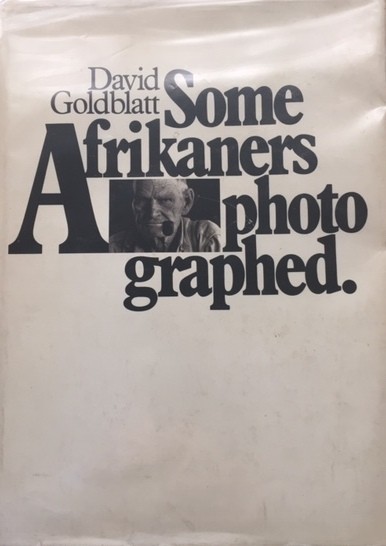 David
Goldblatt
Some
Afrikaners
photo
graphed.